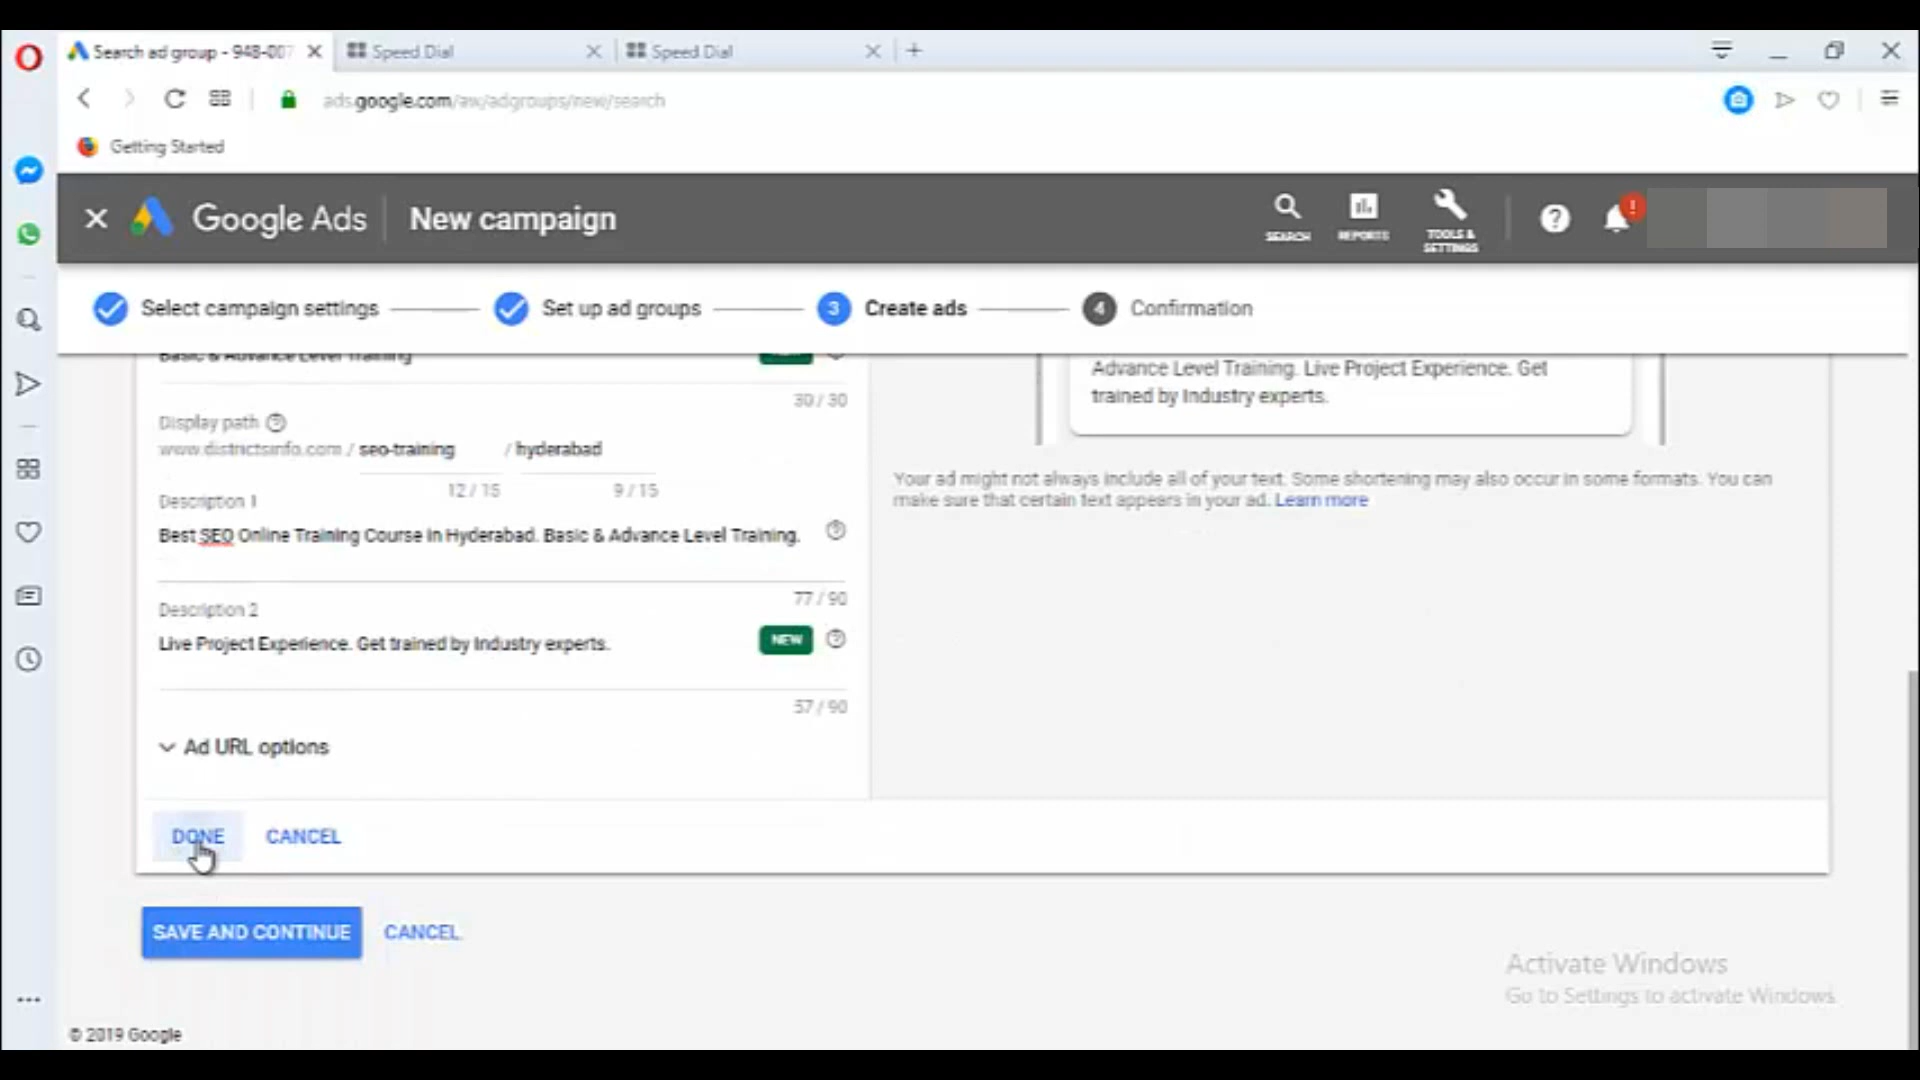 Search ad group - 948-007
Speed Dial
Speed Dial
ads.google.com/aw/adgroups/new/search
Getting Started
Google Ads
New campaign
SEARCH
REPORTS
TOOLS & SETTINGS
Select campaign settings
Set up ad groups
3
Create ads
4
Confirmation
Basic & Advance Level Training
30 / 30
Display path
www.districtsinfo.com / seo-training / hyderabad
12 / 15
9 / 15
Description 1
Best SEO Online Training Course in Hyderabad. Basic & Advance Level Training.
77 / 90
Description 2
Live Project Experience. Get trained by Industry experts.
NEW
57 / 90
Ad URL options
Advance Level Training. Live Project Experience. Get
trained by Industry experts.
Your ad might not always include all of your text. Some shortening may also occur in some formats. You can
make sure that certain text appears in your ad. Learn more
DONE
CANCEL
SAVE AND CONTINUE
CANCEL
Activate Windows
Go to Settings to activate Windows.
© 2019 Google